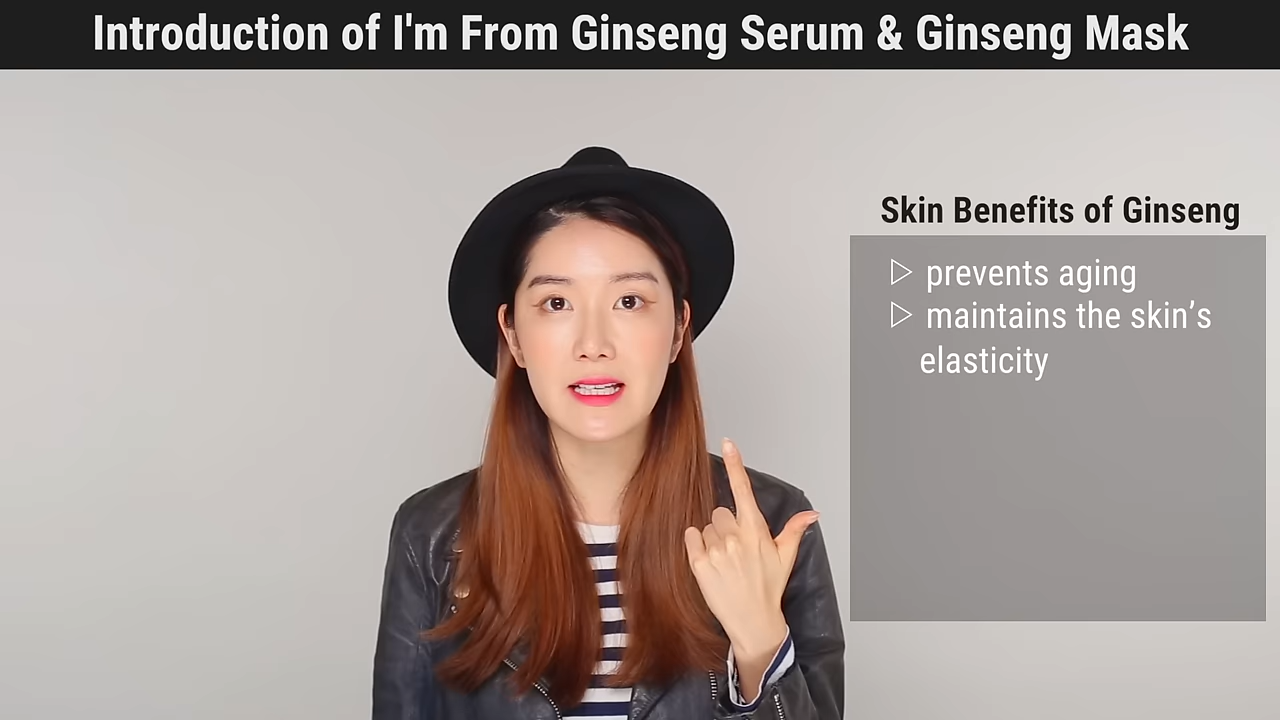 Introduction of I'm From Ginseng Serum & Ginseng Mask
Skin Benefits of Ginseng
▷ prevents aging
▷ maintains the skin’s
elasticity